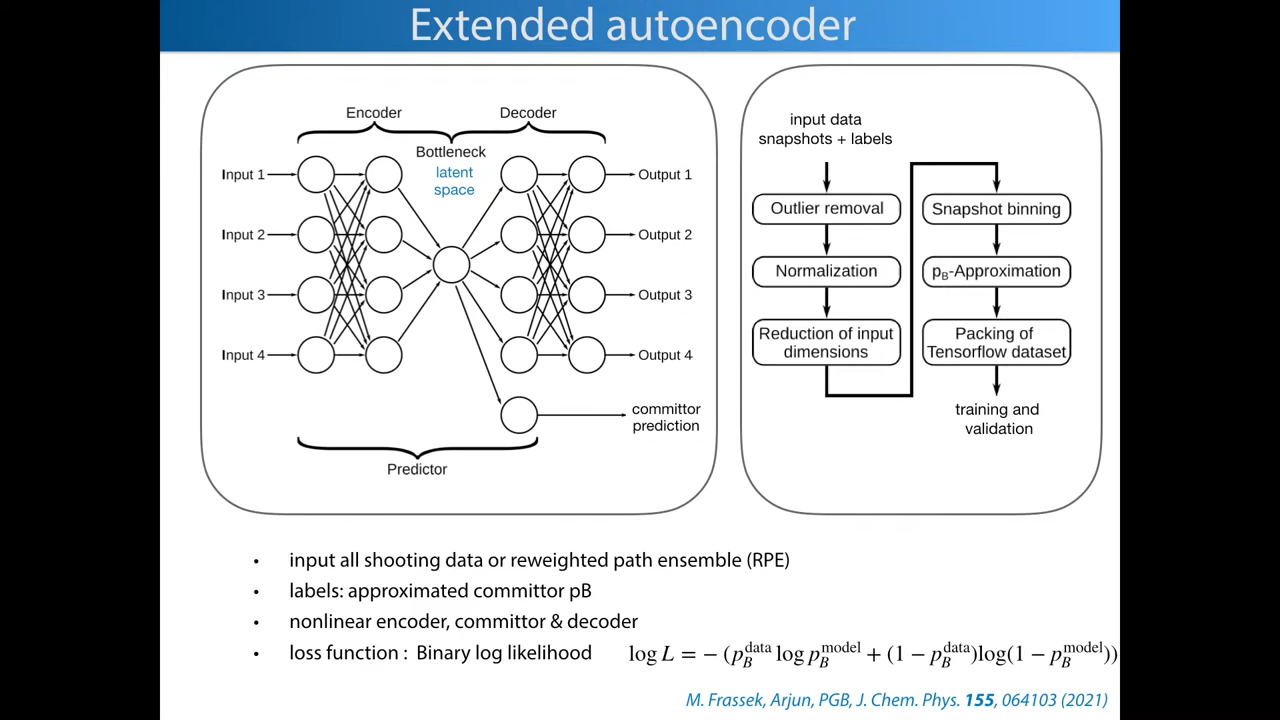 Extended autoencoder
Encoder
Decoder
Bottleneck
latent
space
Input 1
Input 2
Input 3
Input 4
Output 1
Output 2
Output 3
Output 4
committor
prediction
Predictor
input data
snapshots + labels
Outlier removal
Normalization
Reduction of input
dimensions
Snapshot binning
pB-Approximation
Packing of
Tensorflow dataset
training and
validation
• input all shooting data or reweighted path ensemble (RPE)
• labels: approximated committor pB
• nonlinear encoder, committor & decoder
• loss function : Binary log likelihood log L = − (p_B^data log p_B^model + (1 − p_B^data)log(1 − p_B^model))
M. Frassek, Arjun, PGB, J. Chem. Phys. 155, 064103 (2021)